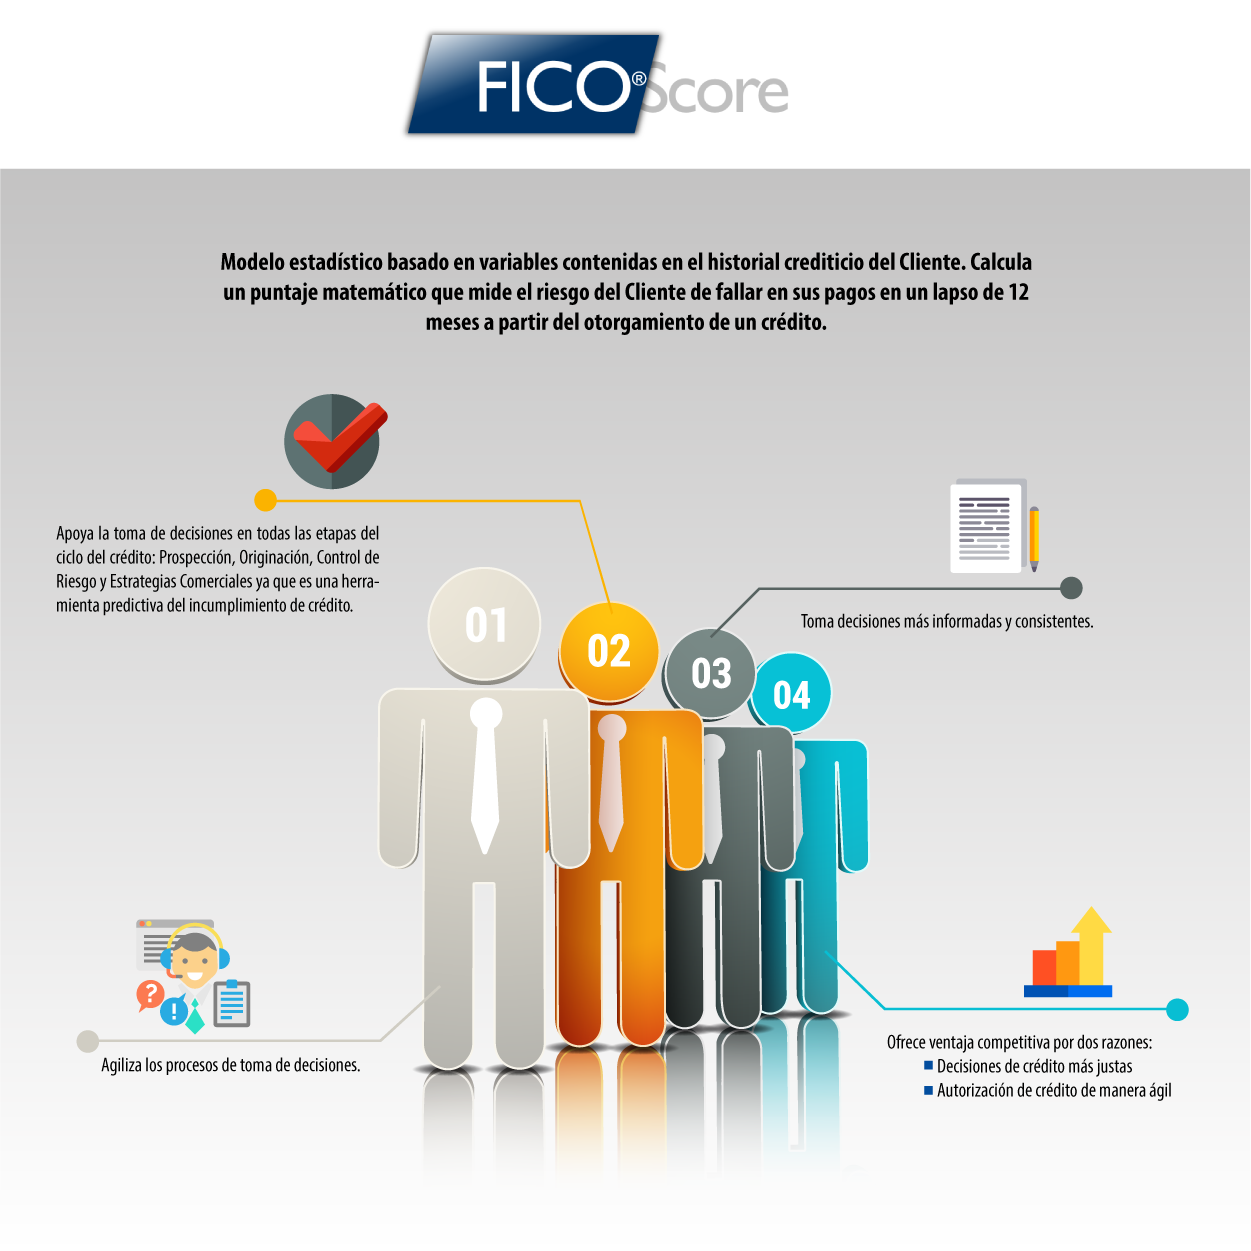 FICO® Score
Modelo estadístico basado en variables contenidas en el historial crediticio del Cliente. Calcula
un puntaje matemático que mide el riesgo del Cliente de fallar en sus pagos en un lapso de 12
meses a partir del otorgamiento de un crédito.
Apoya la toma de decisiones en todas las etapas del
ciclo del crédito: Prospección, Originación, Control de
Riesgo y Estrategias Comerciales ya que es una herra-
mienta predictiva del incumplimiento de crédito.
Toma decisiones más informadas y consistentes.
01
02
03
04
?
!
Agiliza los procesos de toma de decisiones.
Ofrece ventaja competitiva por dos razones:
Decisiones de crédito más justas
Autorización de crédito de manera ágil